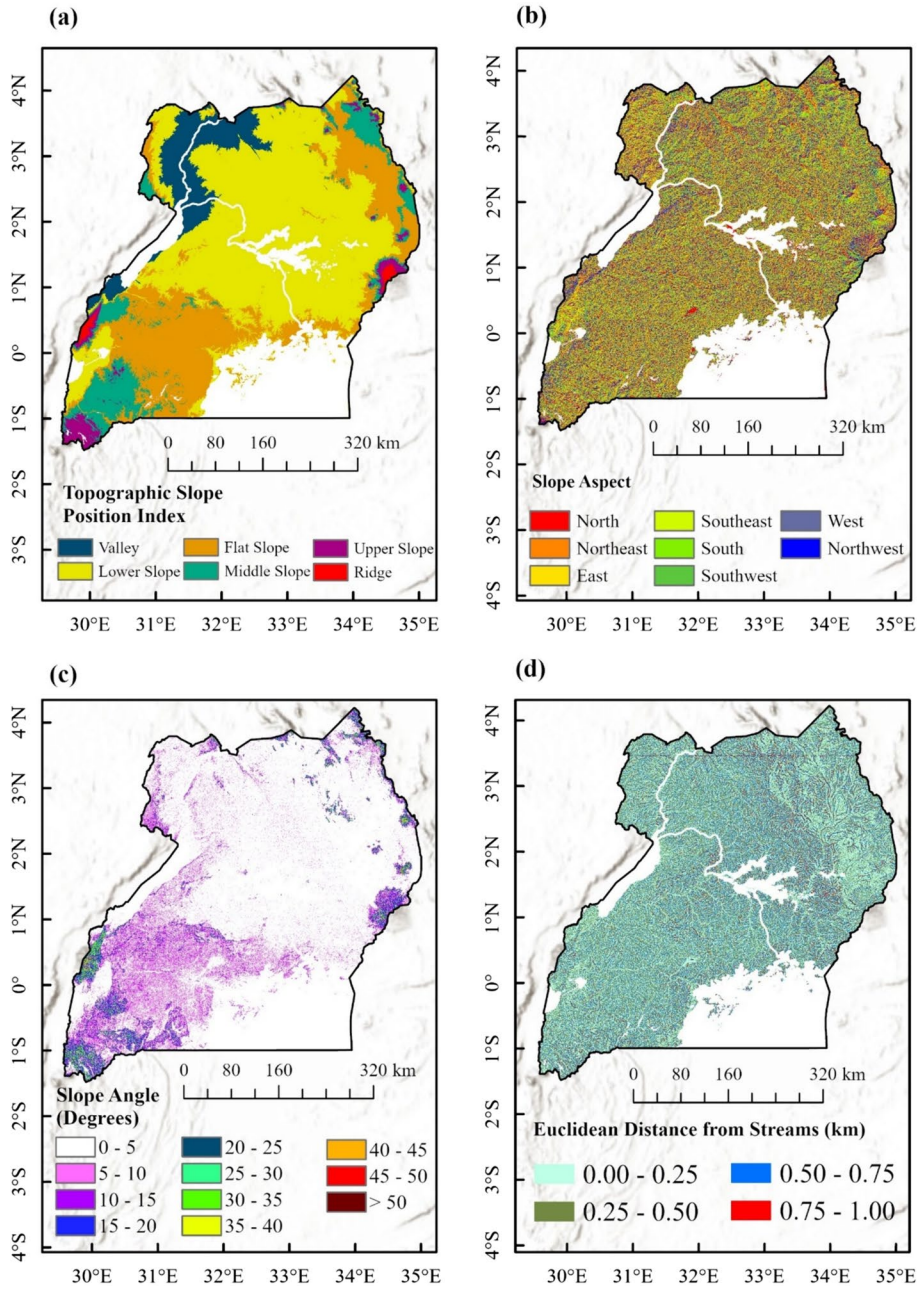 (a)
4°N
3°N
2°N
1°N
0°
1°S
2°S
3°S
0 80 160 320 km
Topographic Slope
Position Index
Valley Flat Slope Upper Slope
Lower Slope Middle Slope Ridge
30°E 31°E 32°E 33°E 34°E 35°E
(b)
4°N
3°N
2°N
1°N
0°
1°S
2°S
3°S
4°S
0 80 160 320 km
Slope Aspect
North Southeast West
Northeast South Northwest
East Southwest
30°E 31°E 32°E 33°E 34°E 35°E
(c)
4°N
3°N
2°N
1°N
0°
1°S
2°S
3°S
4°S
0 80 160 320 km
Slope Angle
(Degrees)
0 - 5 20 - 25 40 - 45
5 - 10 25 - 30 45 - 50
10 - 15 30 - 35 > 50
15 - 20 35 - 40
30°E 31°E 32°E 33°E 34°E 35°E
(d)
4°N
3°N
2°N
1°N
0°
1°S
2°S
3°S
4°S
0 80 160 320 km
Euclidean Distance from Streams (km)
0.00 - 0.25 0.50 - 0.75
0.25 - 0.50 0.75 - 1.00
30°E 31°E 32°E 33°E 34°E 35°E